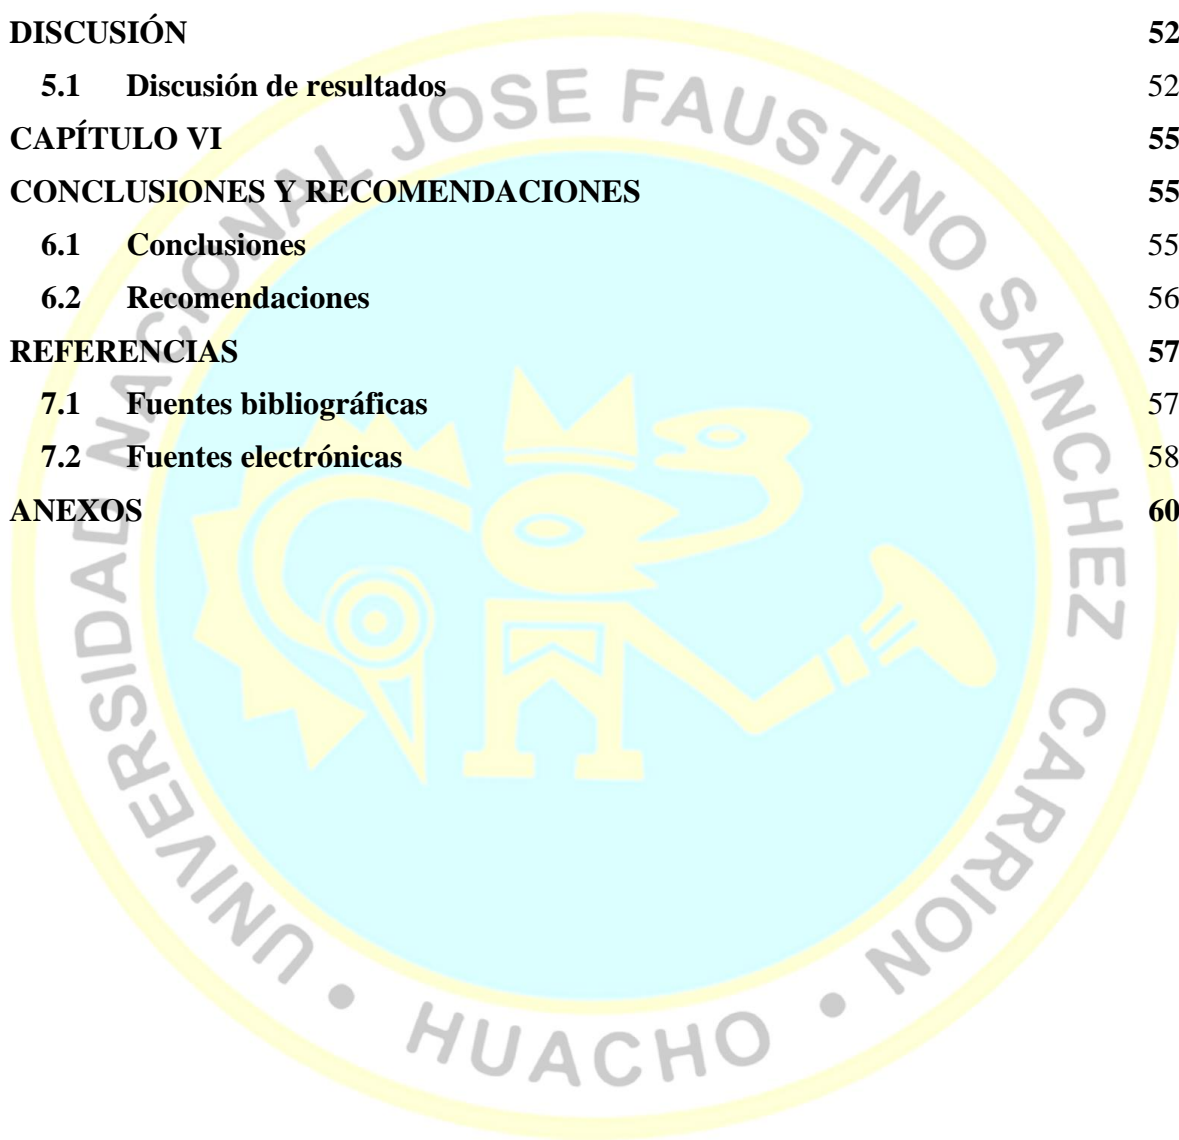 DISCUSIÓN 52
5.1 Discusión de resultados 52
CAPÍTULO VI 55
CONCLUSIONES Y RECOMENDACIONES 55
6.1 Conclusiones 55
6.2 Recomendaciones 56
REFERENCIAS 57
7.1 Fuentes bibliográficas 57
7.2 Fuentes electrónicas 58
ANEXOS 60
UNIVERSIDAD NACIONAL JOSE FAUSTINO SANCHEZ CARRION
• HUACHO •